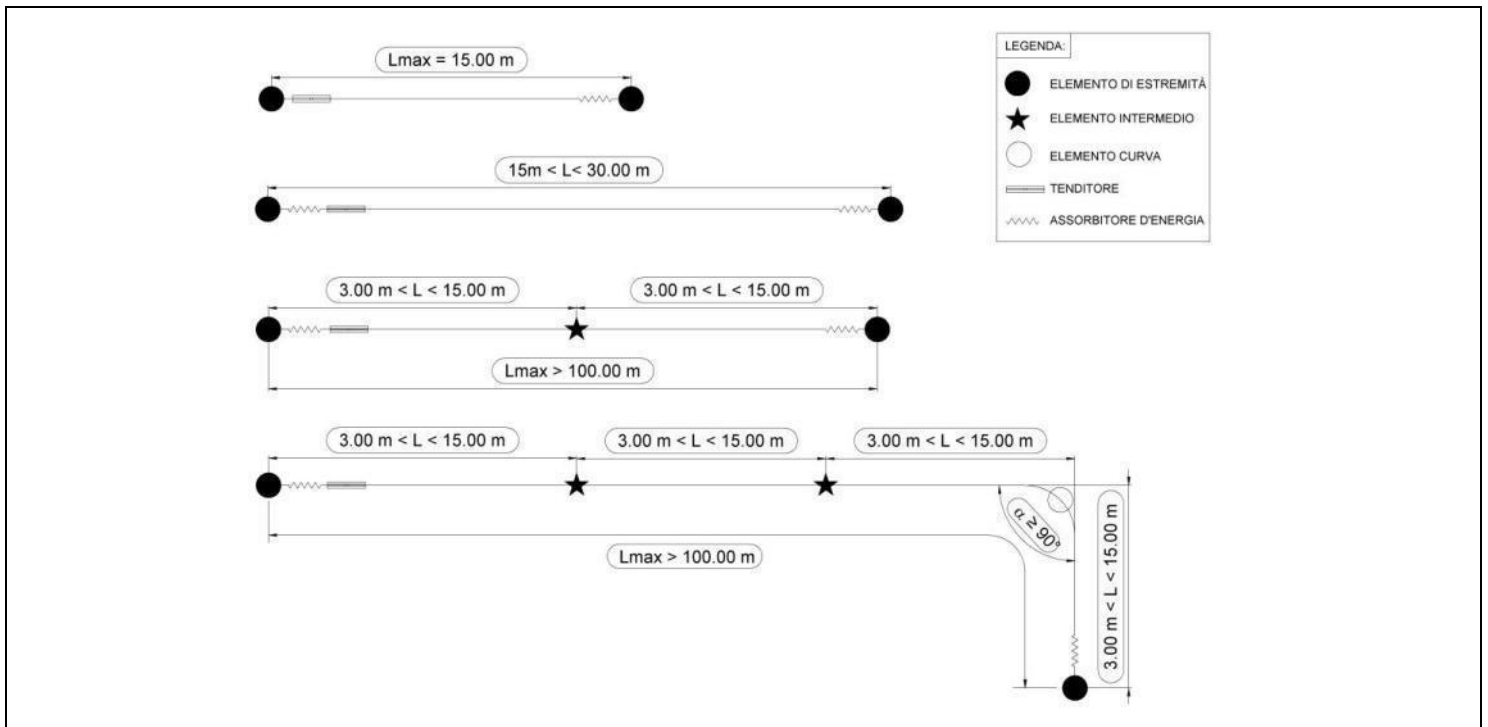 Lmax = 15.00 m
LEGENDA:
ELEMENTO DI ESTREMITÀ
ELEMENTO INTERMEDIO
ELEMENTO CURVA
TENDITORE
ASSORBITORE D'ENERGIA
15m < L< 30.00 m
3.00 m < L < 15.00 m
3.00 m < L < 15.00 m
Lmax > 100.00 m
3.00 m < L < 15.00 m
3.00 m < L < 15.00 m
3.00 m < L < 15.00 m
α ≥ 90°
3.00 m < L < 15.00 m
Lmax > 100.00 m